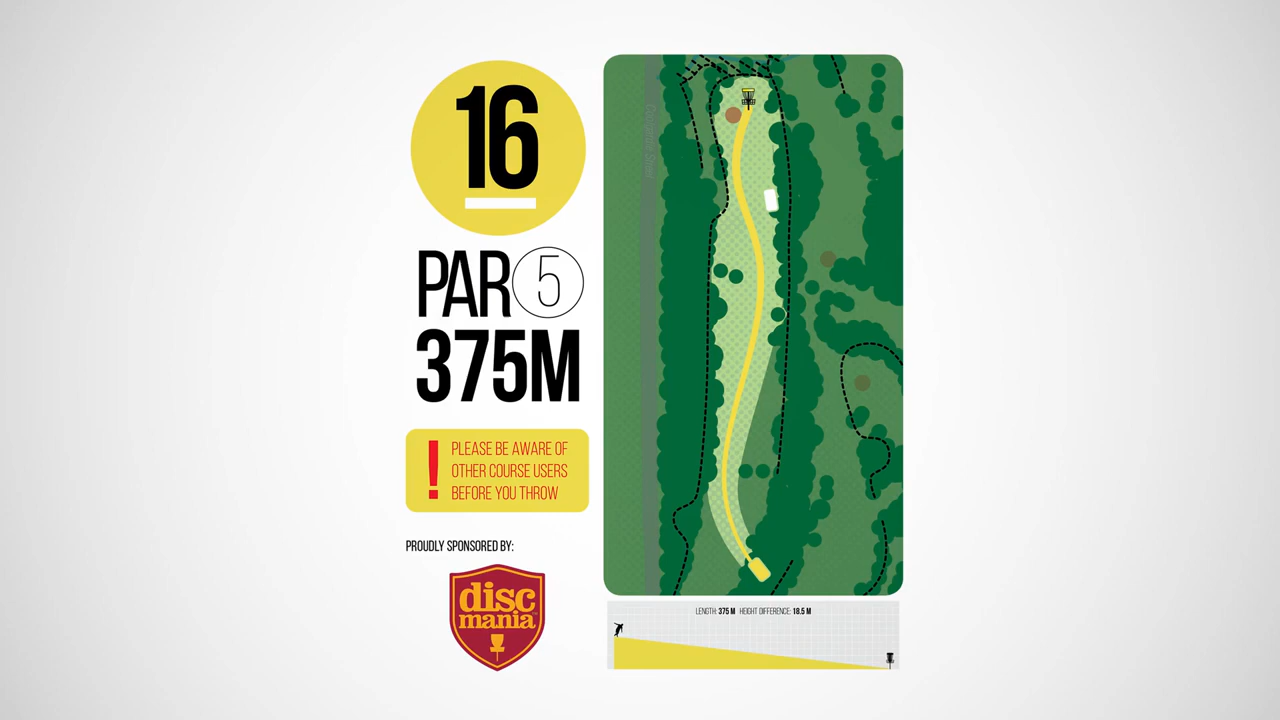 16
PAR 5
375M
! PLEASE BE AWARE OF
OTHER COURSE USERS
BEFORE YOU THROW
PROUDLY SPONSORED BY:
disc
mania™
LENGTH: 375 M HEIGHT DIFFERENCE: 18.5 M